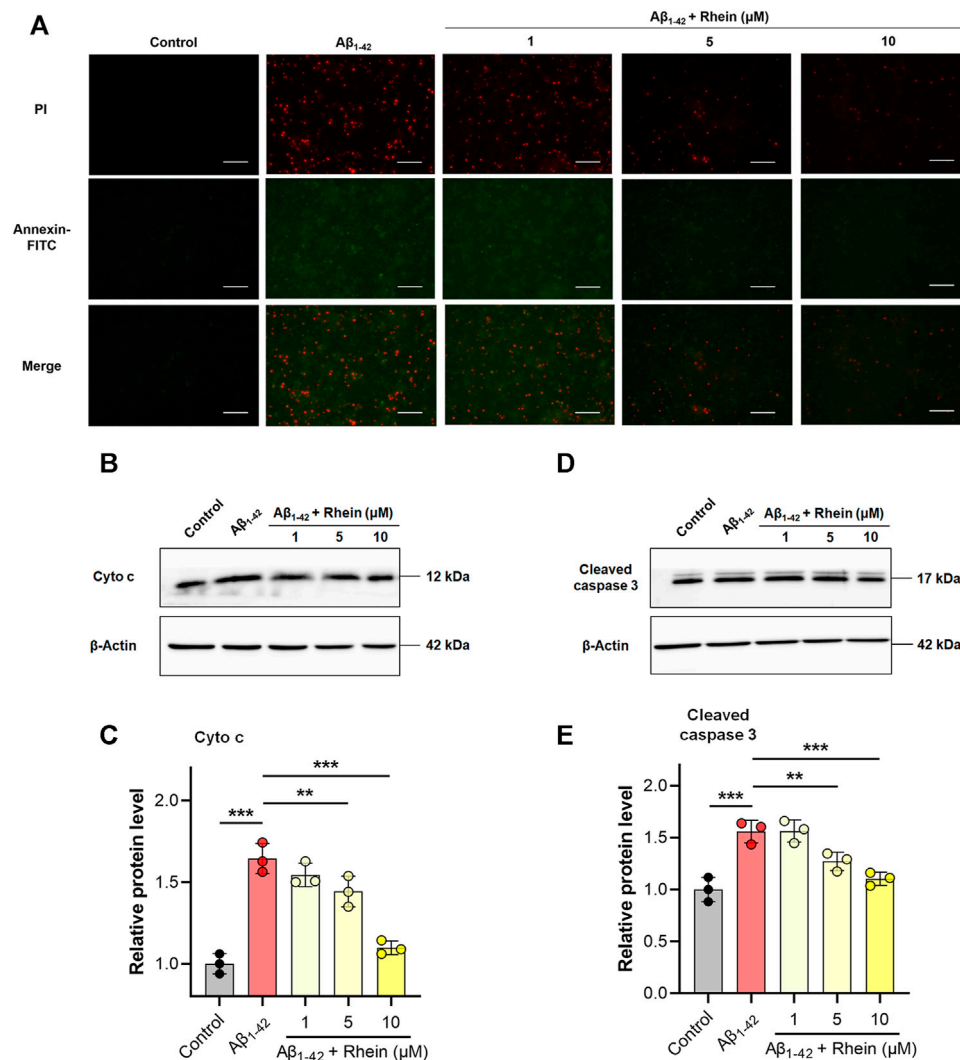 A
Aβ1-42 + Rhein (μM)
Control Aβ1-42 1 5 10
PI
Annexin-
FITC
Merge
B
Control Aβ1-42 Aβ1-42 + Rhein (μM)
1 5 10
Cyto c 12 kDa
β-Actin 42 kDa
D
Control Aβ1-42 Aβ1-42 + Rhein (μM)
1 5 10
Cleaved
caspase 3
17 kDa
β-Actin 42 kDa
C
Cyto c
Relative protein level
2.0
1.5
1.0
***
**
***
Control Aβ1-42 1 5 10
Aβ1-42 + Rhein (μM)
E
Cleaved
caspase 3
Relative protein level
2.0
1.5
1.0
0.5
0.0
***
**
***
Control Aβ1-42 1 5 10
Aβ1-42 + Rhein (μM)